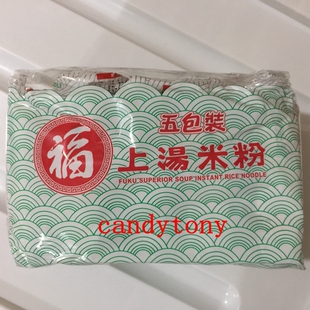 五包裝
福
上湯米粉
FUKU SUPERIOR SOUP INSTANT RICE NOODLE
candytony